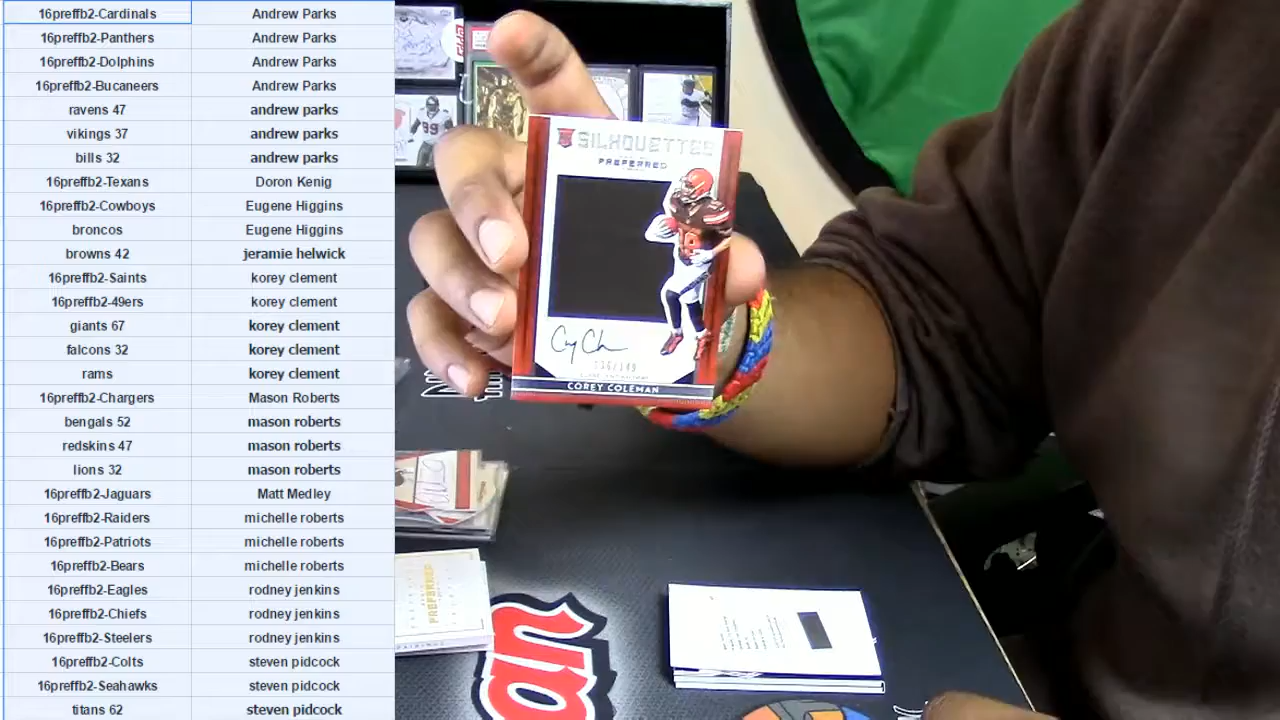 16preffb2-Cardinals Andrew Parks
16preffb2-Panthers Andrew Parks
16preffb2-Dolphins Andrew Parks
16preffb2-Bucaneers Andrew Parks
ravens 47 andrew parks
vikings 37 andrew parks
bills 32 andrew parks
16preffb2-Texans Doron Kenig
16preffb2-Cowboys Eugene Higgins
broncos Eugene Higgins
browns 42 jeramie helwick
16preffb2-Saints korey clement
16preffb2-49ers korey clement
giants 67 korey clement
falcons 32 korey clement
rams korey clement
16preffb2-Chargers Mason Roberts
bengals 52 mason roberts
redskins 47 mason roberts
lions 32 mason roberts
16preffb2-Jaguars Matt Medley
16preffb2-Raiders michelle roberts
16preffb2-Patriots michelle roberts
16preffb2-Bears michelle roberts
16preffb2-Eagles rodney jenkins
16preffb2-Chiefs rodney jenkins
16preffb2-Steelers rodney jenkins
16preffb2-Colts steven pidcock
16preffb2-Seahawks steven pidcock
titans 62 steven pidcock
SILHOUETTES
PREFERRED
COREY COLEMAN
PREFERRED
99